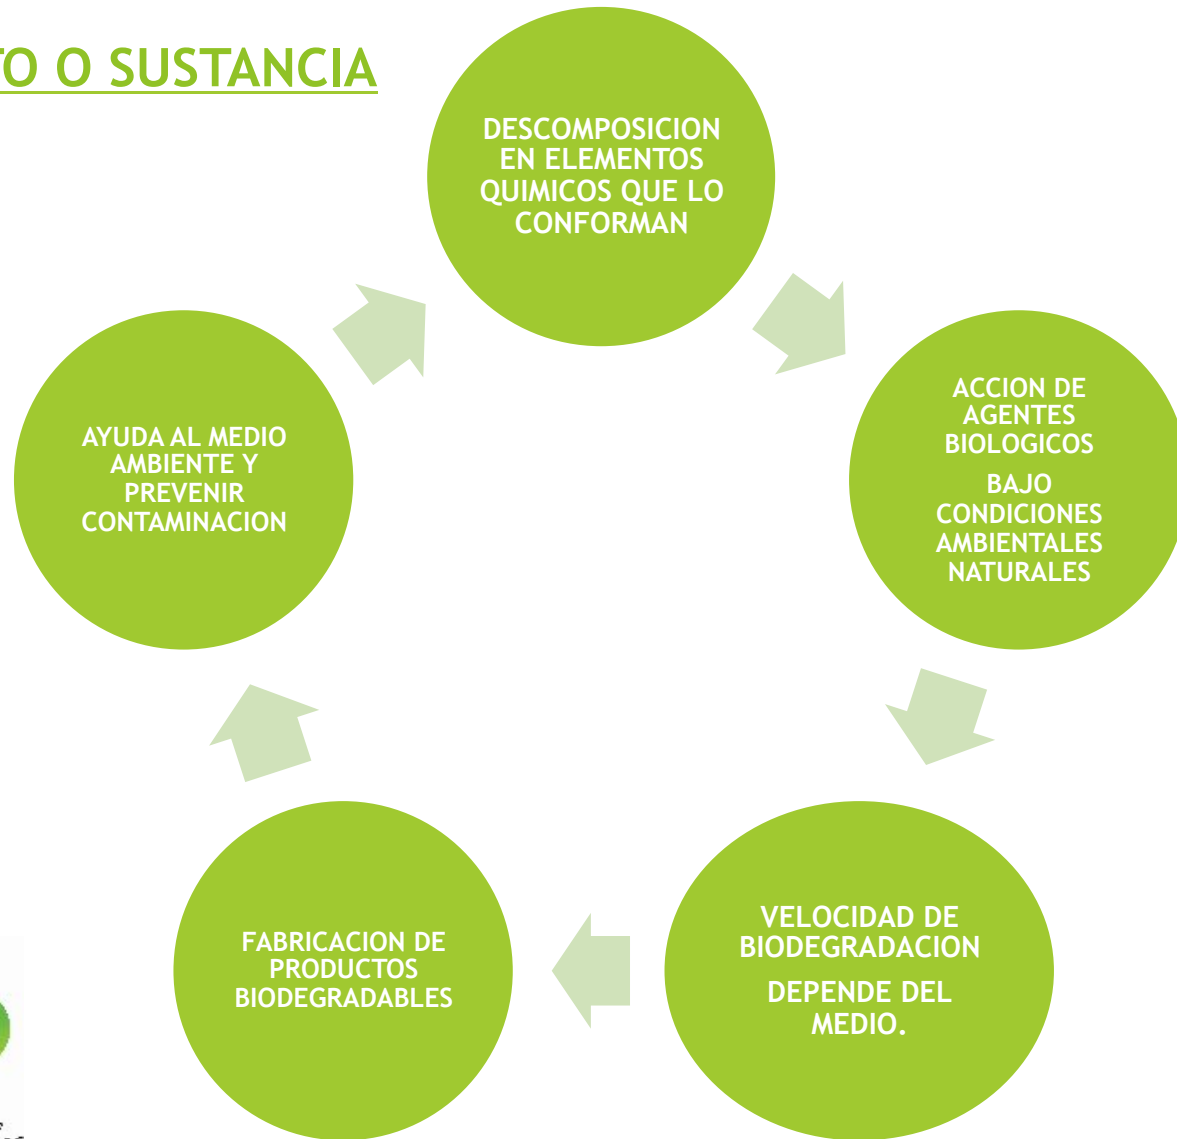 TO O SUSTANCIA
DESCOMPOSICION
EN ELEMENTOS
QUIMICOS QUE LO
CONFORMAN
ACCION DE
AGENTES
BIOLOGICOS
BAJO
CONDICIONES
AMBIENTALES
NATURALES
VELOCIDAD DE
BIODEGRADACION
DEPENDE DEL
MEDIO.
FABRICACION DE
PRODUCTOS
BIODEGRADABLES
AYUDA AL MEDIO
AMBIENTE Y
PREVENIR
CONTAMINACION